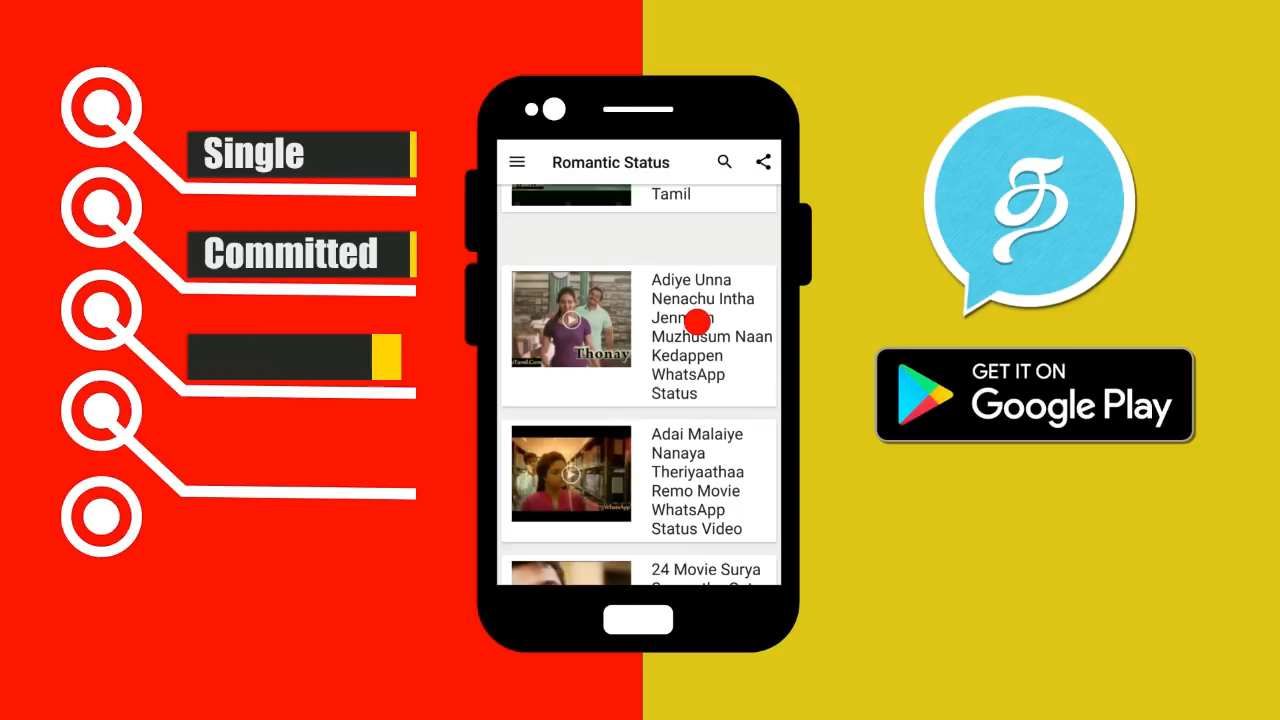 Single
Committed
Romantic Status
Tamil
Adiye Unna
Nenachu Intha
Muzhusum Naan
Kedappen
WhatsApp
Status
Thonay
Adai Malaiye
Nanaya
Theriyaathaa
Remo Movie
WhatsApp
Status Video
WhatsApp
24 Movie Surya
த
GET IT ON
Google Play